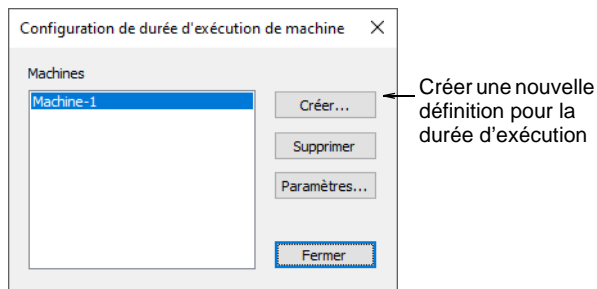 Configuration de durée d'exécution de machine
Machines
Machine-1
Créer...
Supprimer
Paramètres...
Fermer
Créer une nouvelle
définition pour la
durée d’exécution